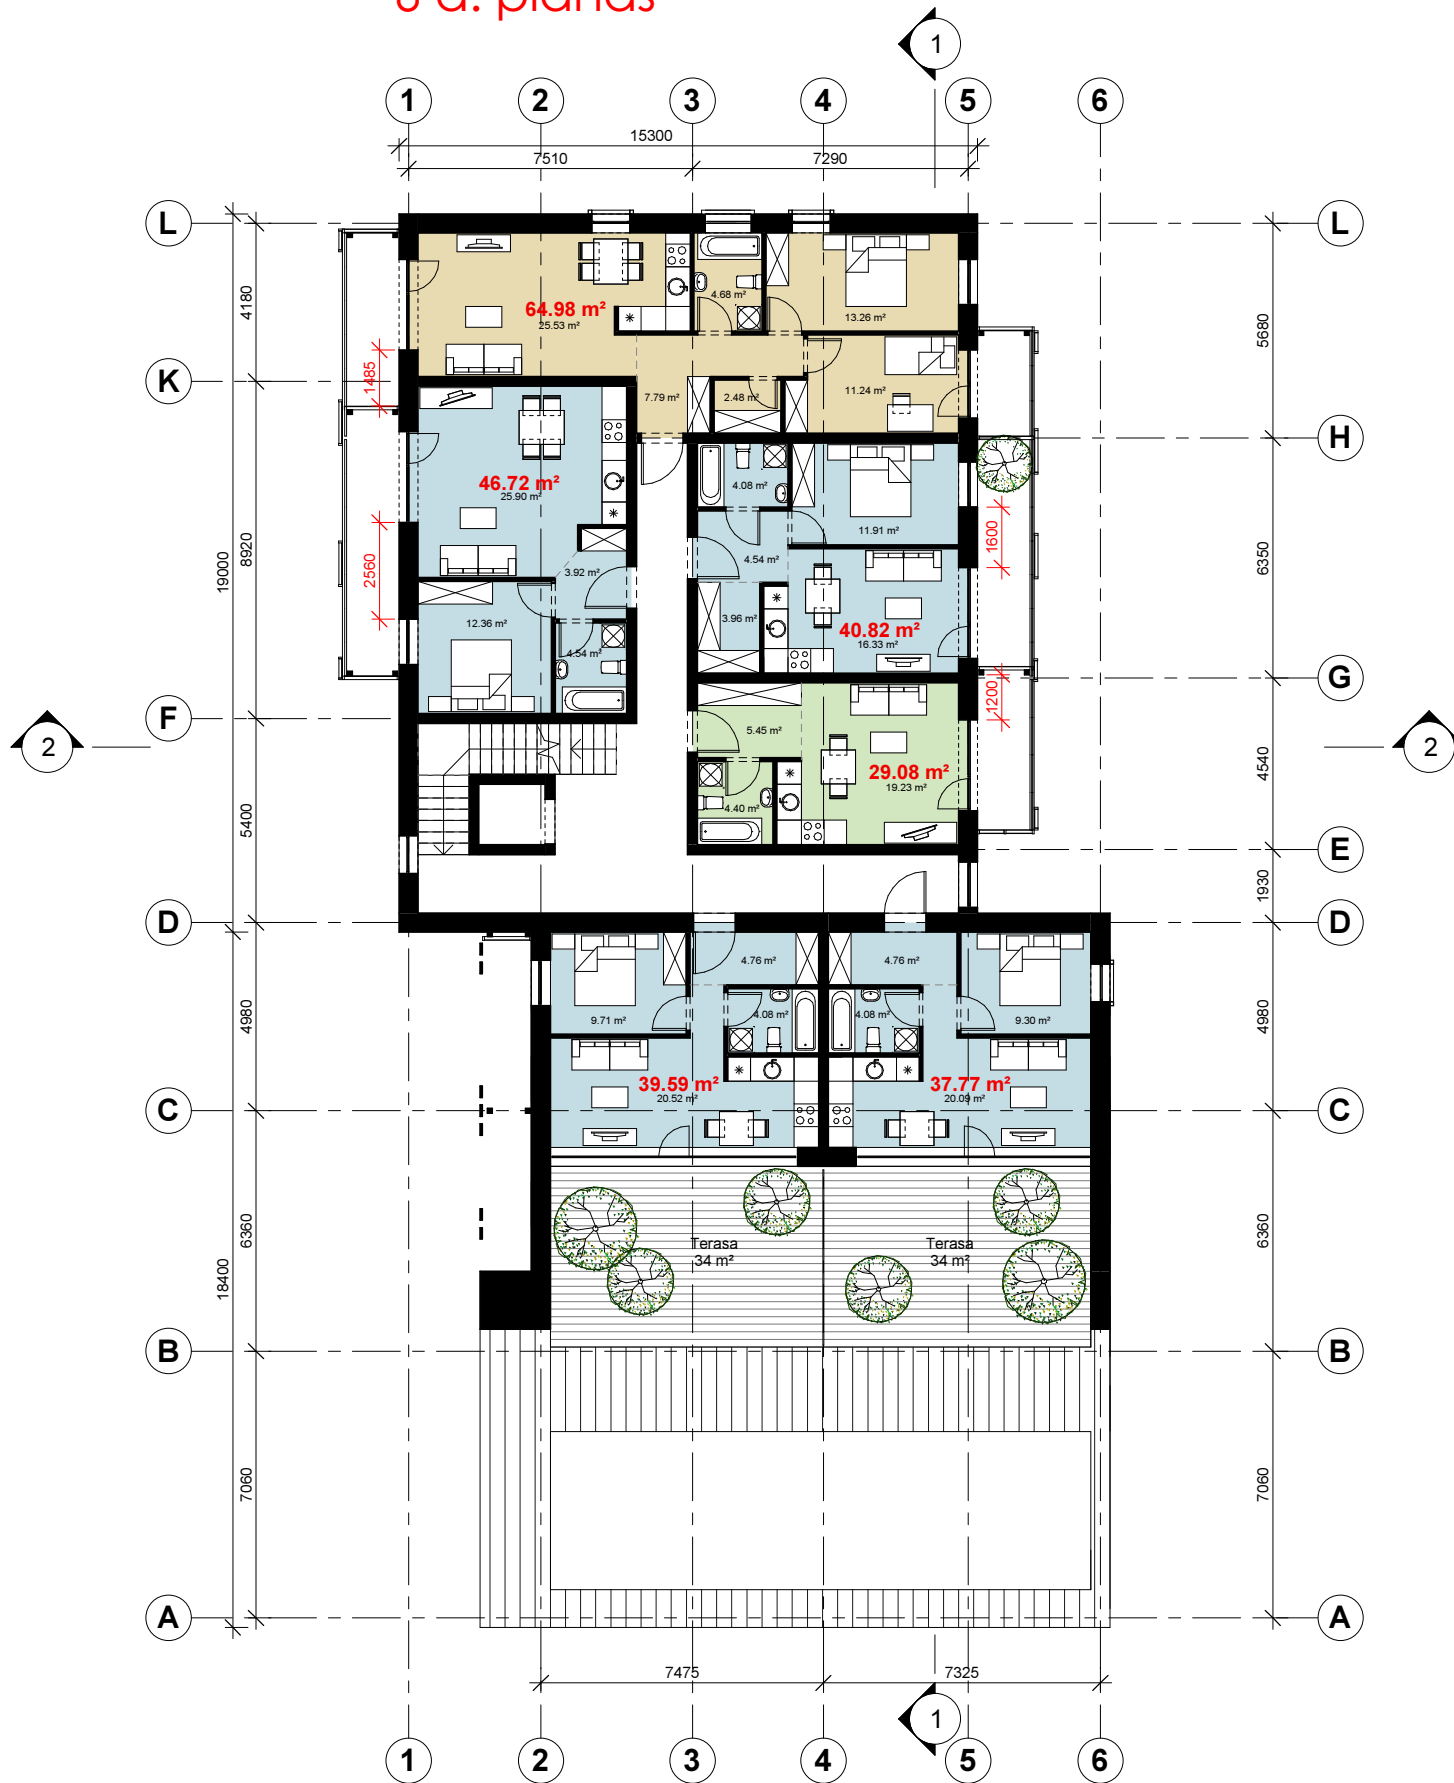 a. planas
1
1 2 3 4 5 6
15300
7510 7290
L L
4.68 m²
64.98 m²
25.53 m²
13.26 m²
4180
5680
K
1485
7.79 m²
2.48 m²
11.24 m²
H
46.72 m²
25.90 m²
4.08 m²
11.91 m²
19000
8920
2560
1600
6350
3.92 m²
4.54 m²
12.36 m²
3.96 m²
40.82 m²
16.33 m²
4.54 m²
G
1200
F
2 2
5.45 m²
29.08 m²
19.23 m²
4.40 m²
4540
5400
E
1930
D D
4.76 m² 4.76 m²
4980 4980
9.71 m² 4.08 m² 4.08 m² 9.30 m²
39.59 m² 37.77 m²
20.52 m² 20.09 m²
C C
6360 6360
Terasa Terasa
34 m² 34 m²
18400
B B
7060 7060
A A
7475 7325
1
1 2 3 4 5 6